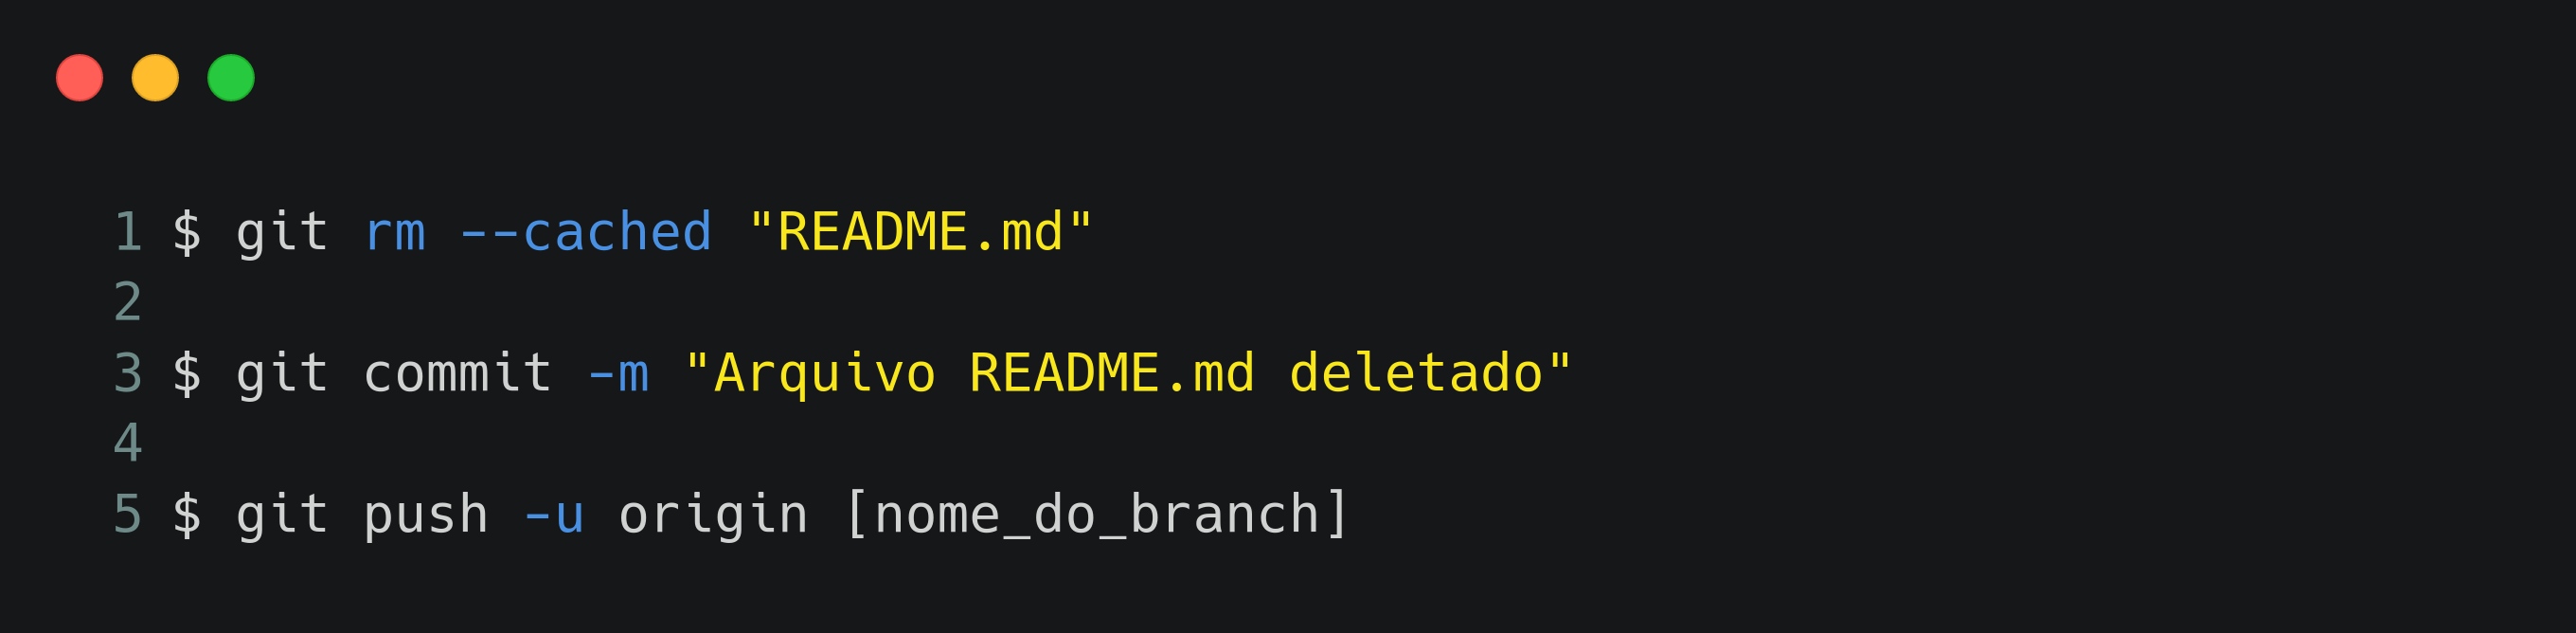 1 $ git rm --cached "README.md"
2
3 $ git commit -m "Arquivo README.md deletado"
4
5 $ git push -u origin [nome_do_branch]